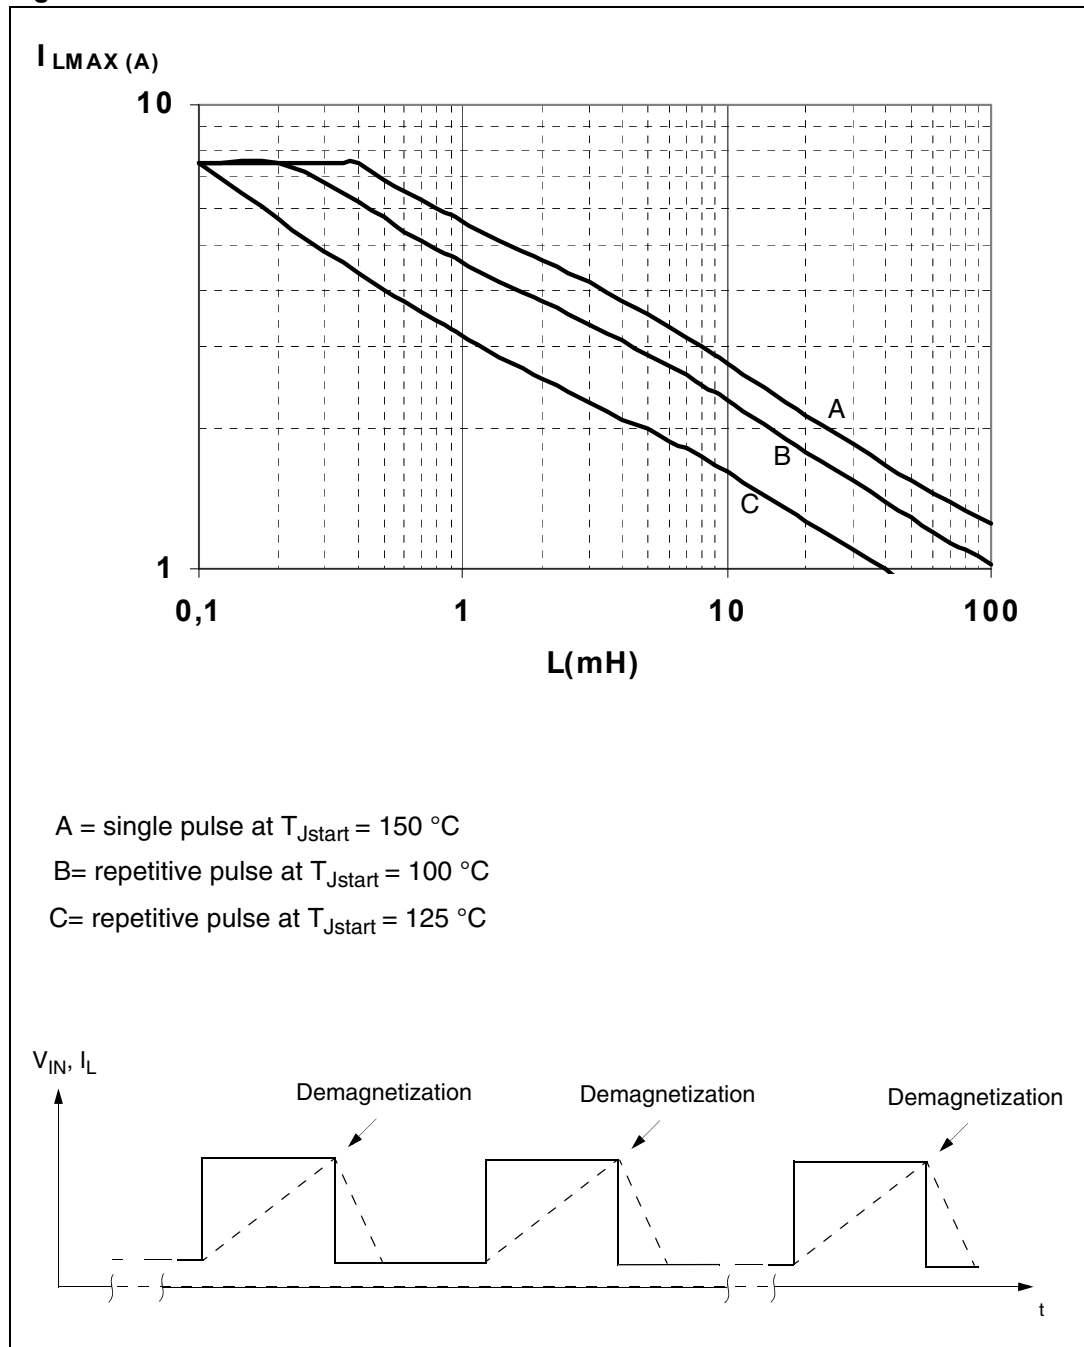 I LMAX (A)
10
1
0,1
1
10
100
L(mH)
A
B
C
A = single pulse at TJstart = 150 °C
B= repetitive pulse at TJstart = 100 °C
C= repetitive pulse at TJstart = 125 °C
VIN, IL
Demagnetization
Demagnetization
Demagnetization
t